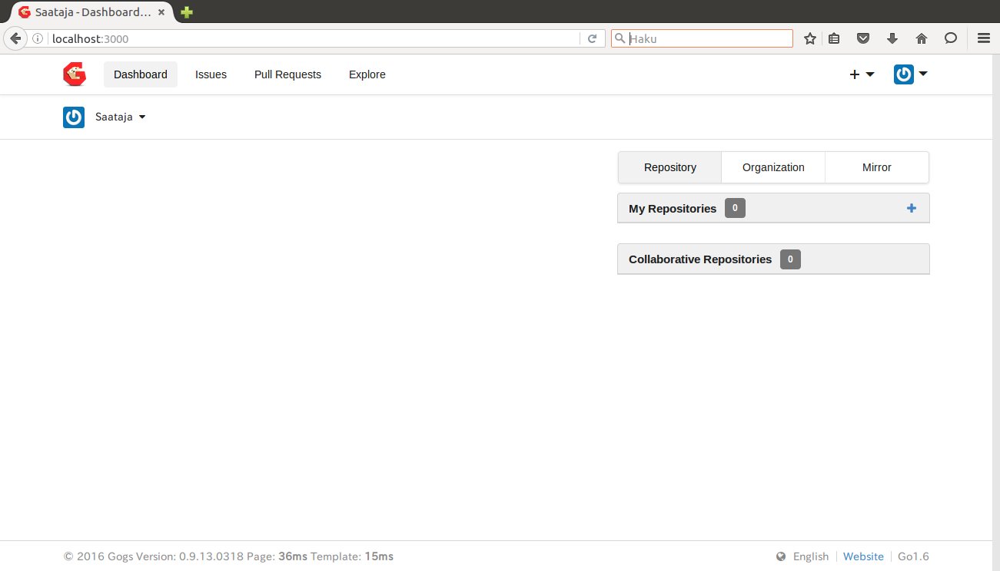 Saataja - Dashboard...
localhost:3000
Haku
Dashboard Issues Pull Requests Explore
Saataja
Repository Organization Mirror
My Repositories 0
Collaborative Repositories 0
© 2016 Gogs Version: 0.9.13.0318 Page: 36ms Template: 15ms English Website Go1.6